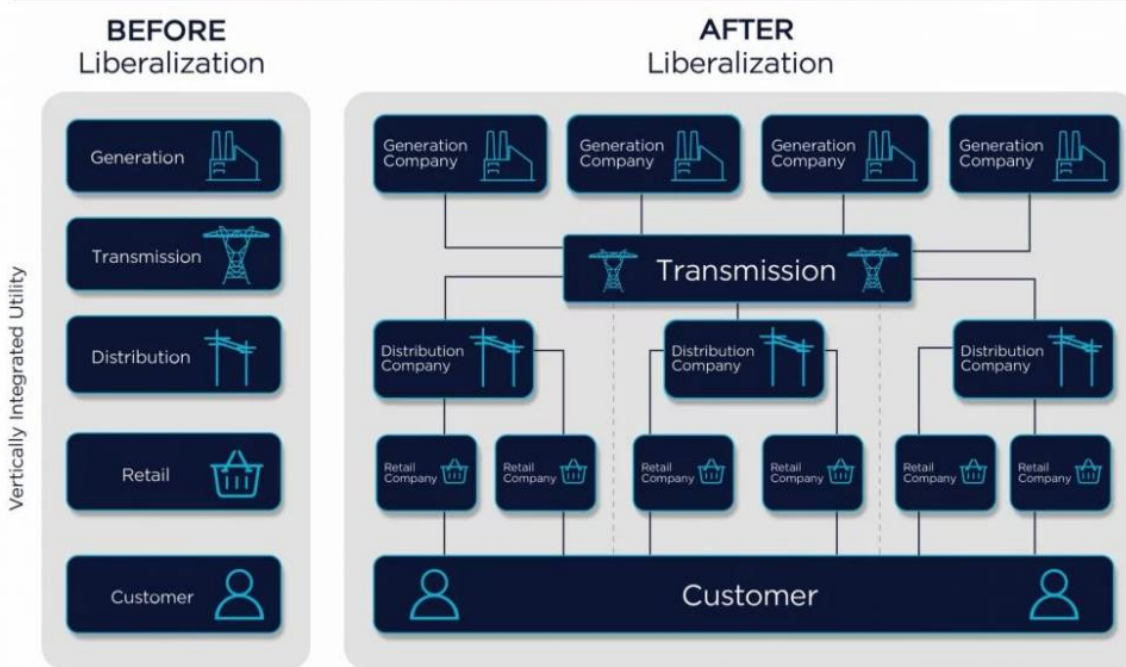 BEFORE
Liberalization
AFTER
Liberalization
Vertically Integrated Utility
Generation
Transmission
Distribution
Retail
Customer
Generation
Company
Generation
Company
Generation
Company
Generation
Company
Transmission
Distribution
Company
Distribution
Company
Distribution
Company
Retail
Company
Retail
Company
Retail
Company
Retail
Company
Retail
Company
Retail
Company
Customer